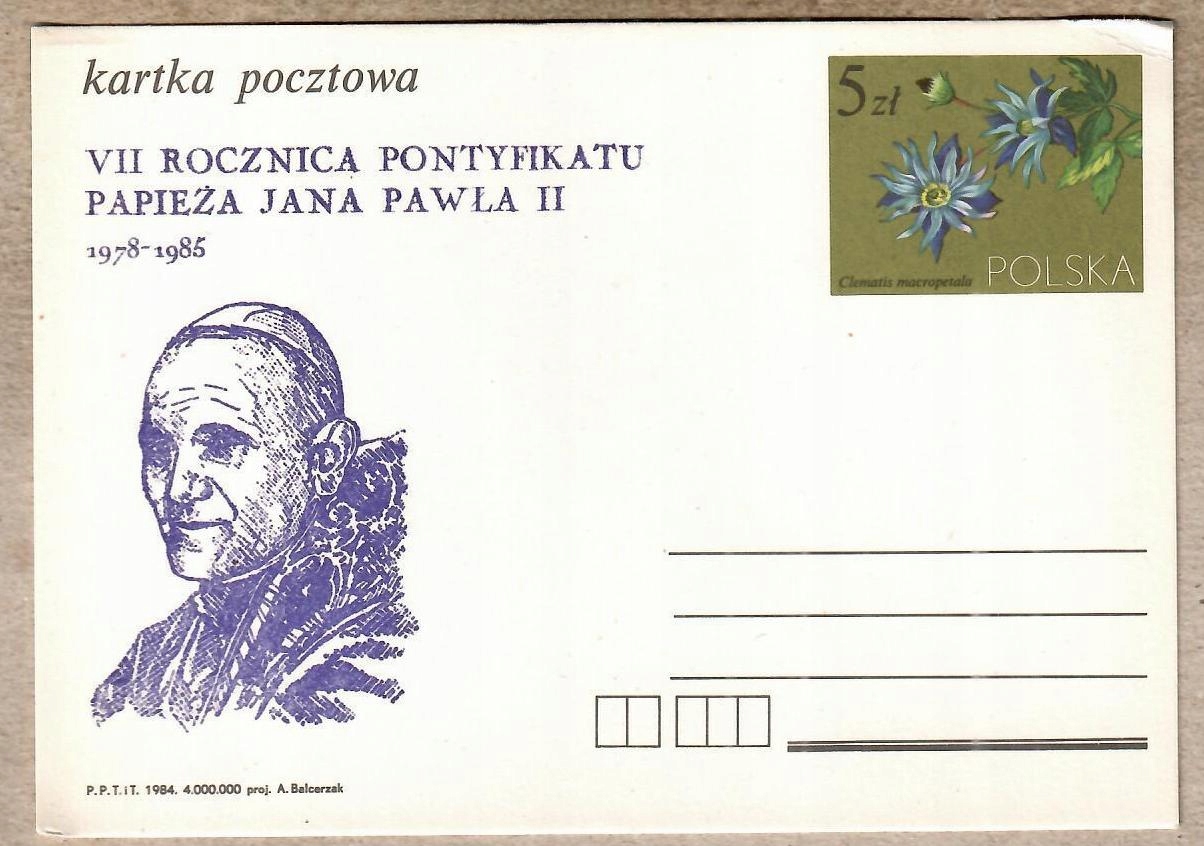 kartka pocztowa
VII ROCZNICA PONTYFIKATU
PAPIEŻA JANA PAWŁA II
1978-1985
5 zł
Clematis macropetala
POLSKA
P.P.T.iT. 1984. 4.000.000 proj. A. Balcerzak